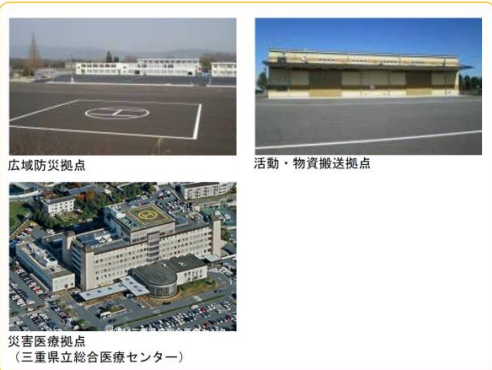 広域防災拠点
活動・物資搬送拠点
災害医療拠点
（三重県立総合医療センター）